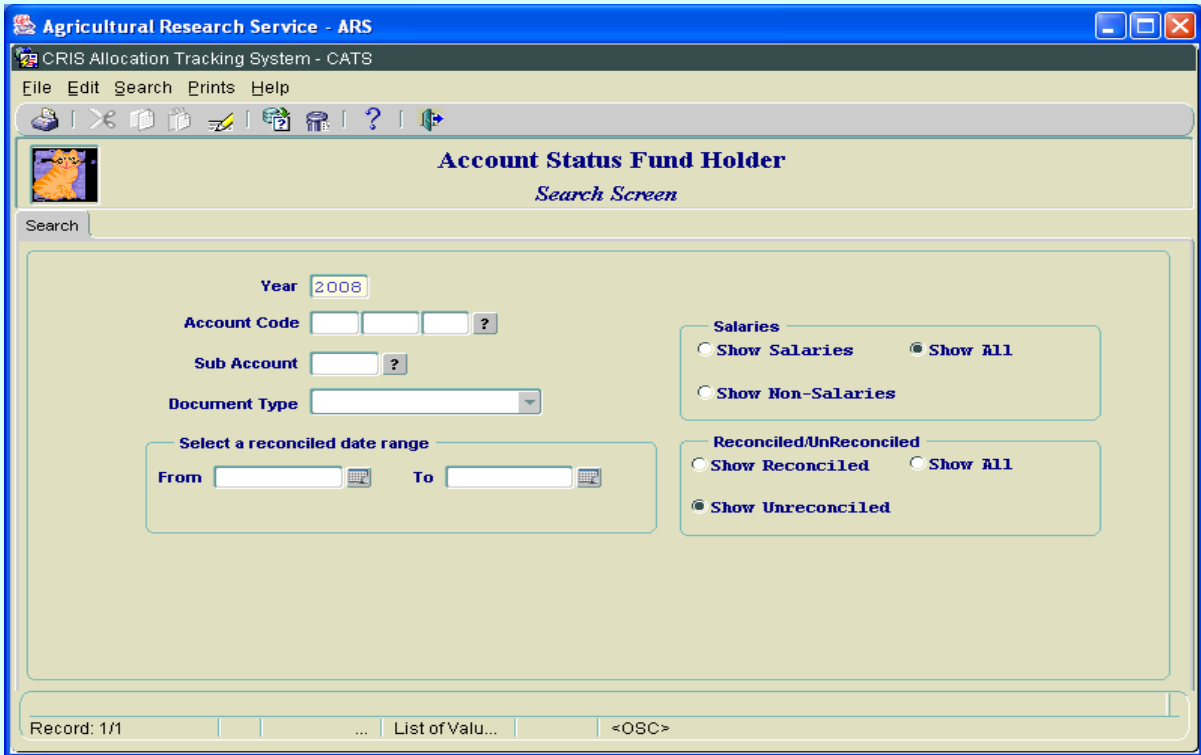 Agricultural Research Service - ARS
CRIS Allocation Tracking System - CATS
File Edit Search Prints Help
?
?
Account Status Fund Holder
Search Screen
Search
Year 2008
Account Code ?
Sub Account ?
Document Type
Select a reconciled date range
From To
Salaries
Show Salaries Show All
Show Non-Salaries
Reconciled/UnReconciled
Show Reconciled Show All
Show Unreconciled
Record: 1/1 ... List of Valu... <OSC>